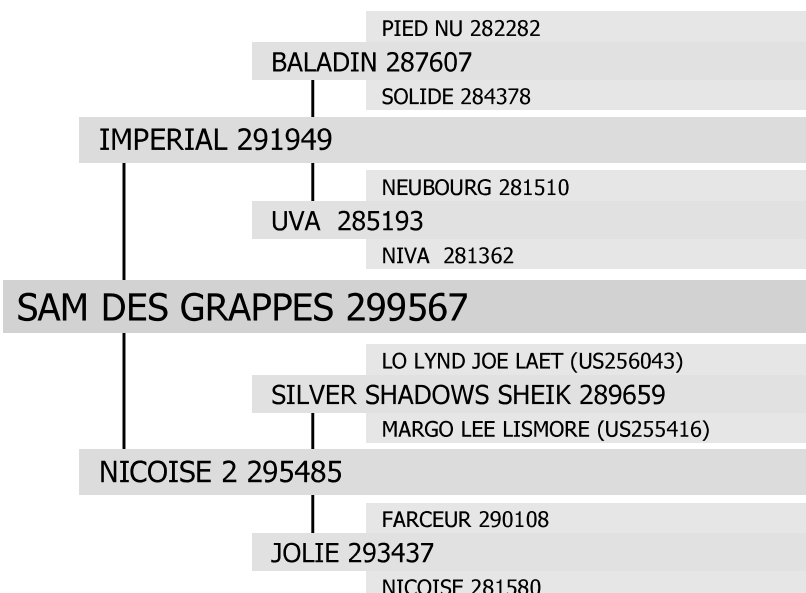 PIED NU 282282
BALADIN 287607
SOLIDE 284378
IMPERIAL 291949
NEUBOURG 281510
UVA  285193
NIVA  281362
SAM DES GRAPPES 299567
LO LYND JOE LAET (US256043)
SILVER SHADOWS SHEIK 289659
MARGO LEE LISMORE (US255416)
NICOISE 2 295485
FARCEUR 290108
JOLIE 293437
NICOISE 281580